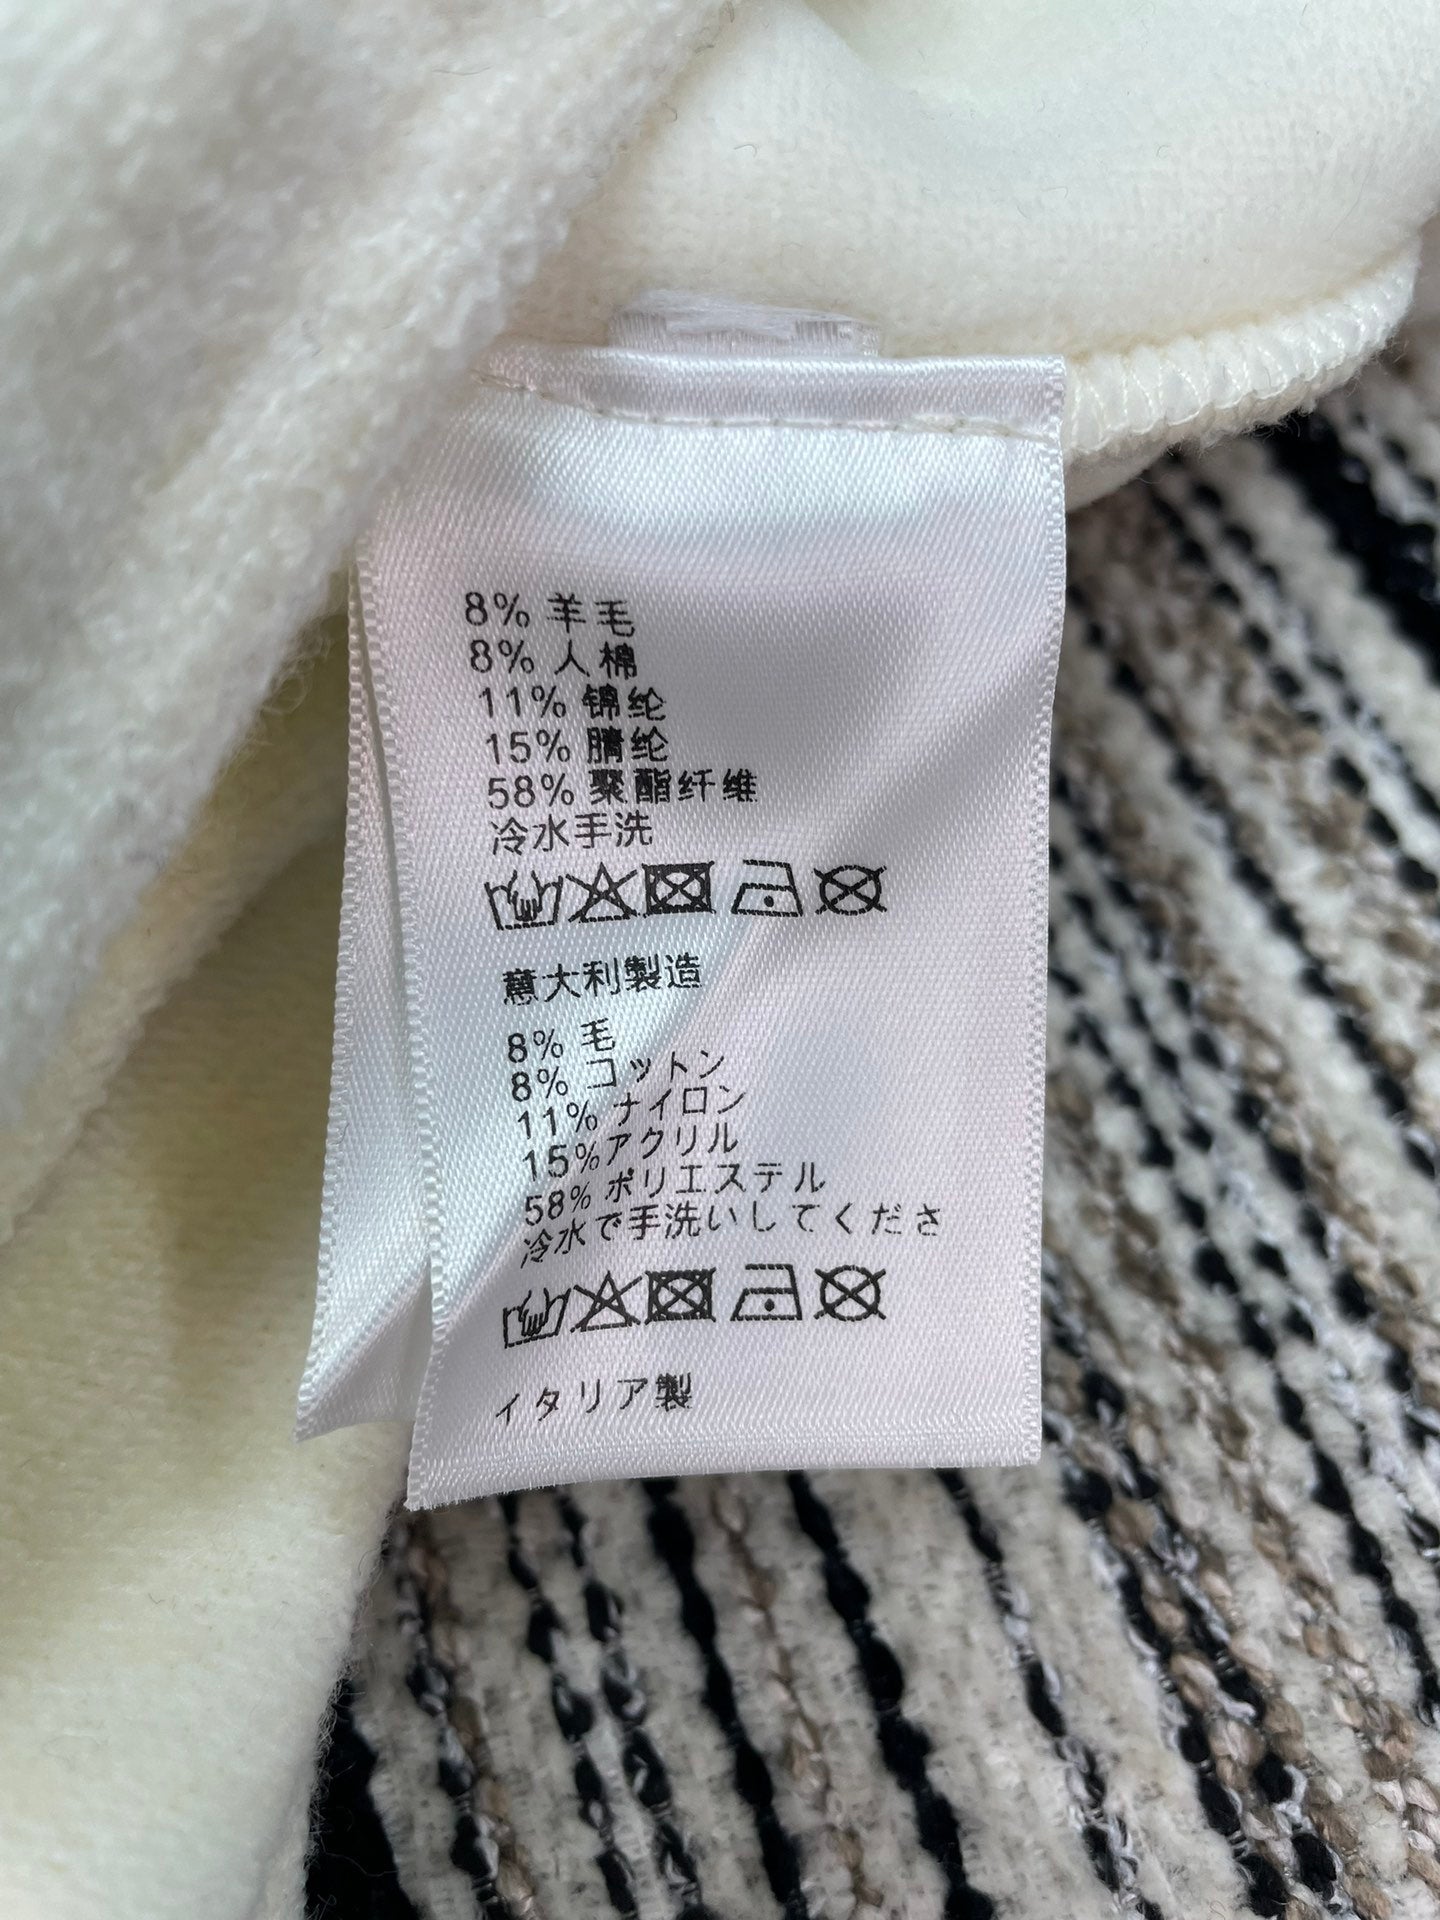 8% 羊毛
8% 人棉
11% 锦纶
15% 腈纶
58% 聚酯纤维
冷水手洗
意大利製造
8% 毛
8% コットン
11% ナイロン
15% アクリル
58% ポリエステル
冷水で手洗いしてくださ
イタリア製